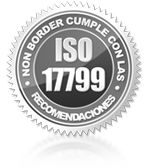 • NON BORDER CUMPLE CON LAS •
ISO
17799
RECOMENDACIONES